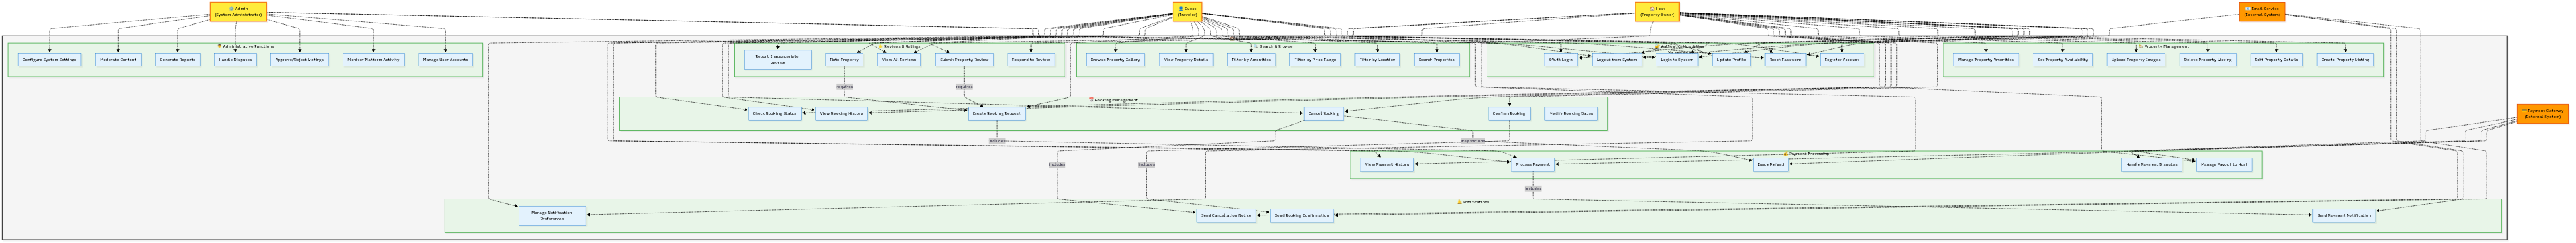 Admin
(System Administrator)
Guest
(Traveler)
Host
(Property Owner)
Email Service
(External System)
Administrative Functions
Configure System Settings
Moderate Content
Generate Reports
Handle Disputes
Approve/Reject Listings
Monitor Platform Activity
Manage User Accounts
Reviews & Ratings
Report Inappropriate
Review
Rate Property
View All Reviews
Submit Property Review
Respond to Review
Search & Browse
Browse Property Gallery
View Property Details
Filter by Amenities
Filter by Price Range
Filter by Location
Search Properties
Authentication & User
OAuth Login
Logout from System
Login to System
Update Profile
Reset Password
Register Account
Property Management
Manage Property Amenities
Set Property Availability
Upload Property Images
Delete Property Listing
Edit Property Details
Create Property Listing
requires
requires
Booking Management
Check Booking Status
View Booking History
Create Booking Request
Cancel Booking
Confirm Booking
Modify Booking Dates
Payment Gateway
(External System)
includes
may include
Payment Processing
includes
includes
View Payment History
Process Payment
Issue Refund
Handle Payment Disputes
Manage Payout to Host
includes
Notifications
Manage Notification
Preferences
Send Cancellation Notice
Send Booking Confirmation
Send Payment Notification